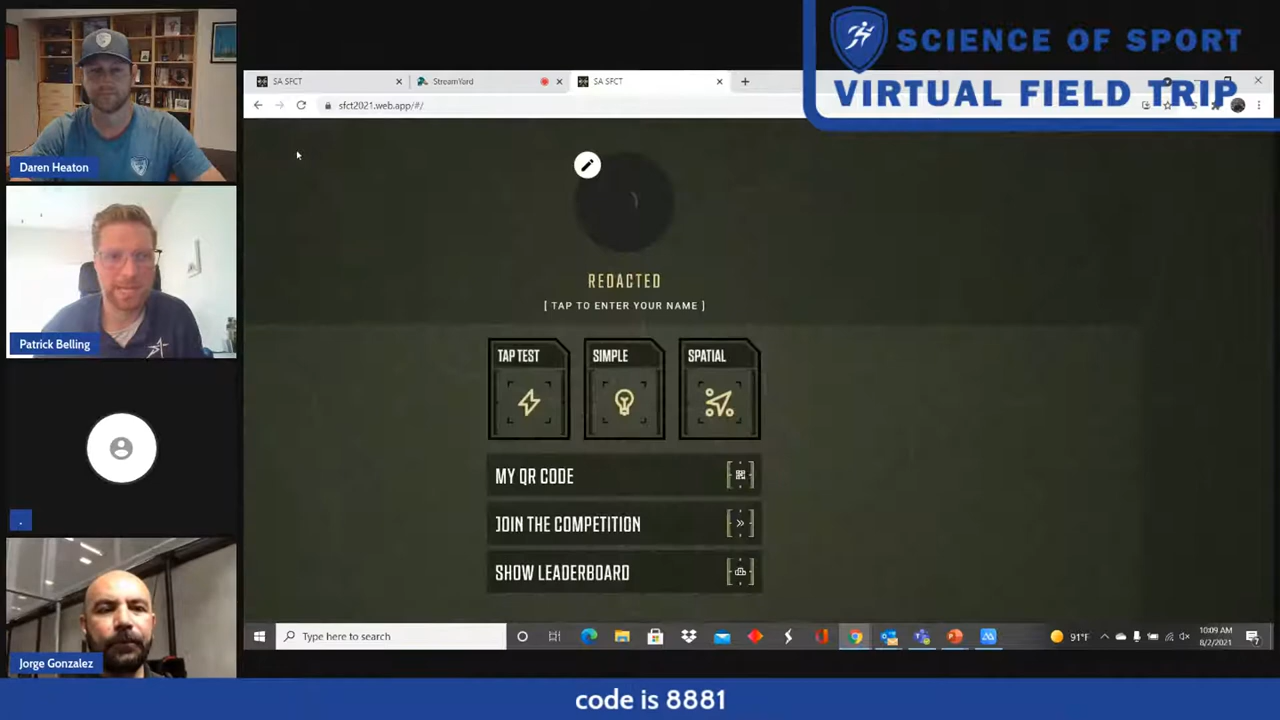 SCIENCE OF SPORT
VIRTUAL FIELD TRIP
Daren Heaton
Patrick Belling
.
Jorge Gonzalez
SA SFCT
StreamYard
SA SFCT
sfct2021.web.app/#/
REDACTED
[ TAP TO ENTER YOUR NAME ]
TAP TEST
SIMPLE
SPATIAL
MY QR CODE
JOIN THE COMPETITION
SHOW LEADERBOARD
Type here to search
91°F
10:09 AM
8/2/2021
7
code is 8881